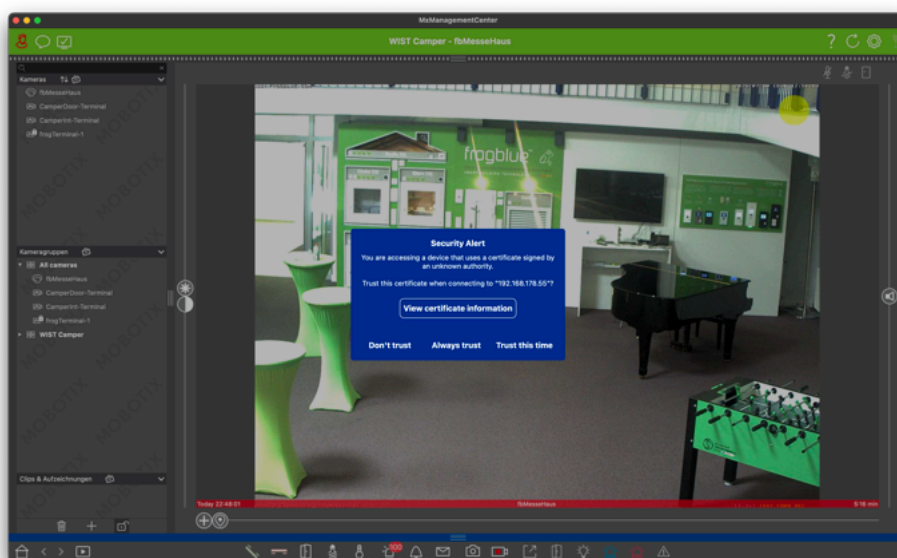 MxManagementCenter
WIST Camper - fbMesseHaus
Kameras
fbMesseHaus
CamperDoor-Terminal
CamperInt-Terminal
frogTerminal-1
Kameragruppen
All cameras
fbMesseHaus
CamperDoor-Terminal
CamperInt-Terminal
frogTerminal-1
WIST Camper
Clips & Aufzeichnungen
MOBOTIX
frogblue
Security Alert
You are accessing a device that uses a certificate signed by
an unknown authority.
Trust this certificate when connecting to "192.168.178.55"?
View certificate information
Don't trust
Always trust
Trust this time
Today 22:48:01
fbMesseHaus
5:16 min
100